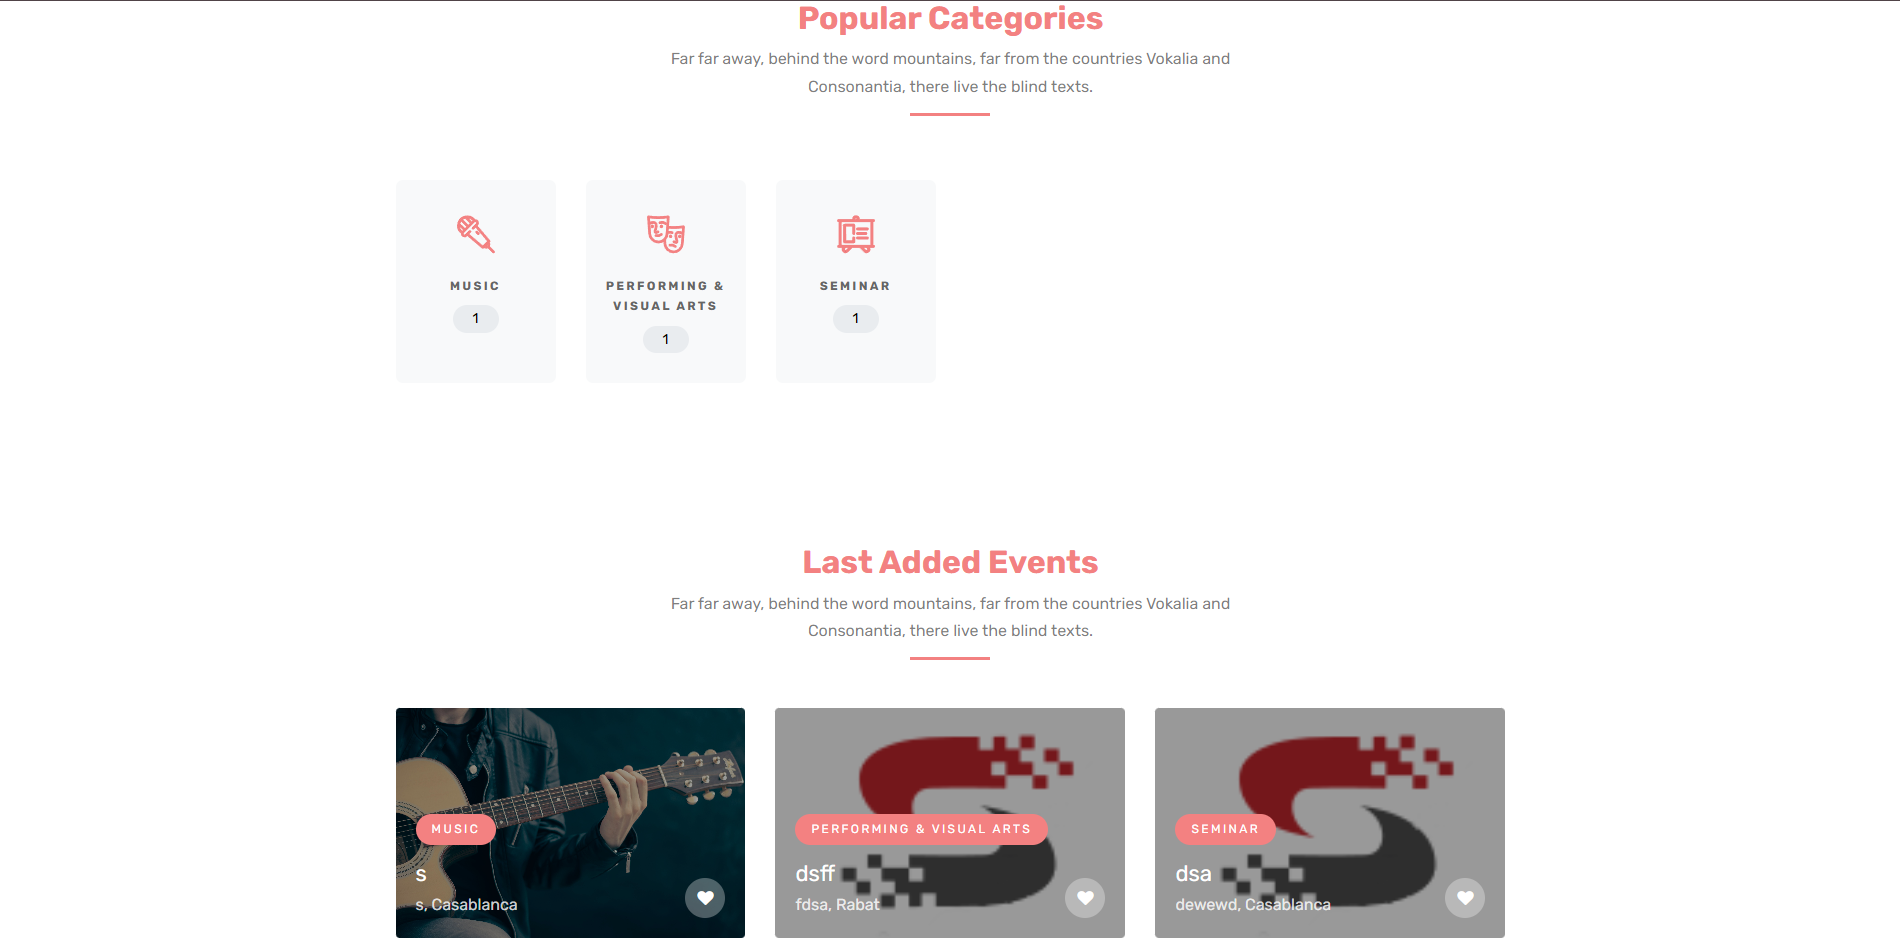 Popular Categories
Far far away, behind the word mountains, far from the countries Vokalia and
Consonantia, there live the blind texts.
MUSIC
1
PERFORMING &
VISUAL ARTS
1
SEMINAR
1
Last Added Events
Far far away, behind the word mountains, far from the countries Vokalia and
Consonantia, there live the blind texts.
MUSIC
s
s, Casablanca
PERFORMING & VISUAL ARTS
dsff
fdsa, Rabat
SEMINAR
dsa
dewewd, Casablanca